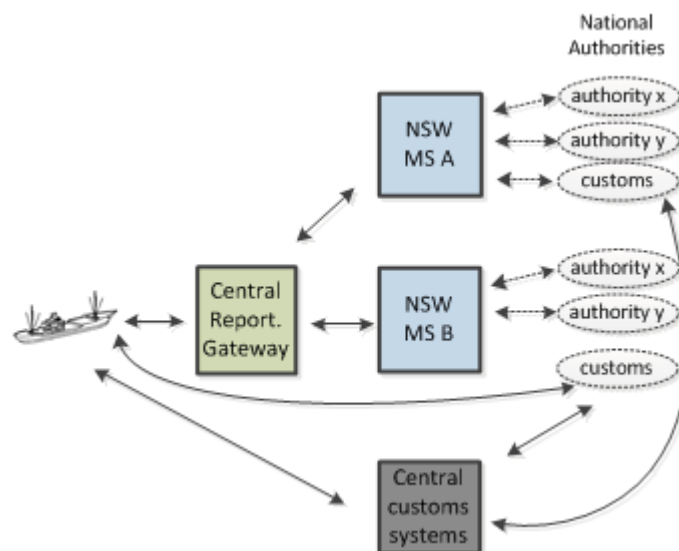 National
Authorities
authority x
authority y
customs
NSW
MS A
authority x
authority y
customs
NSW
MS B
Central
Report.
Gateway
Central
customs
systems